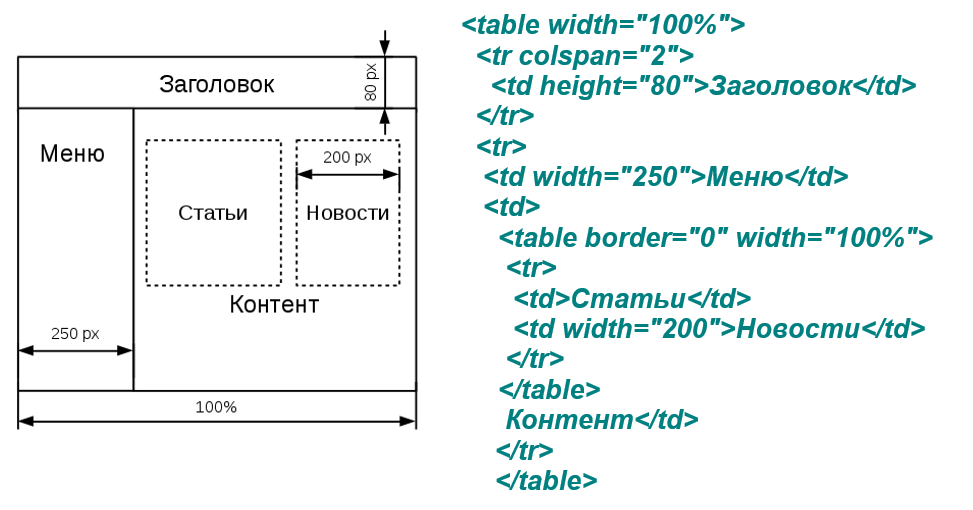 Заголовок
80 px
Меню
200 px
Статьи
Новости
Контент
250 px
100%
<table width="100%">
<tr colspan="2">
<td height="80">Заголовок</td>
</tr>
<tr>
<td width="250">Меню</td>
<td>
<table border="0" width="100%">
<tr>
<td>Статьи</td>
<td width="200">Новости</td>
</tr>
</table>
Контент</td>
</tr>
</table>